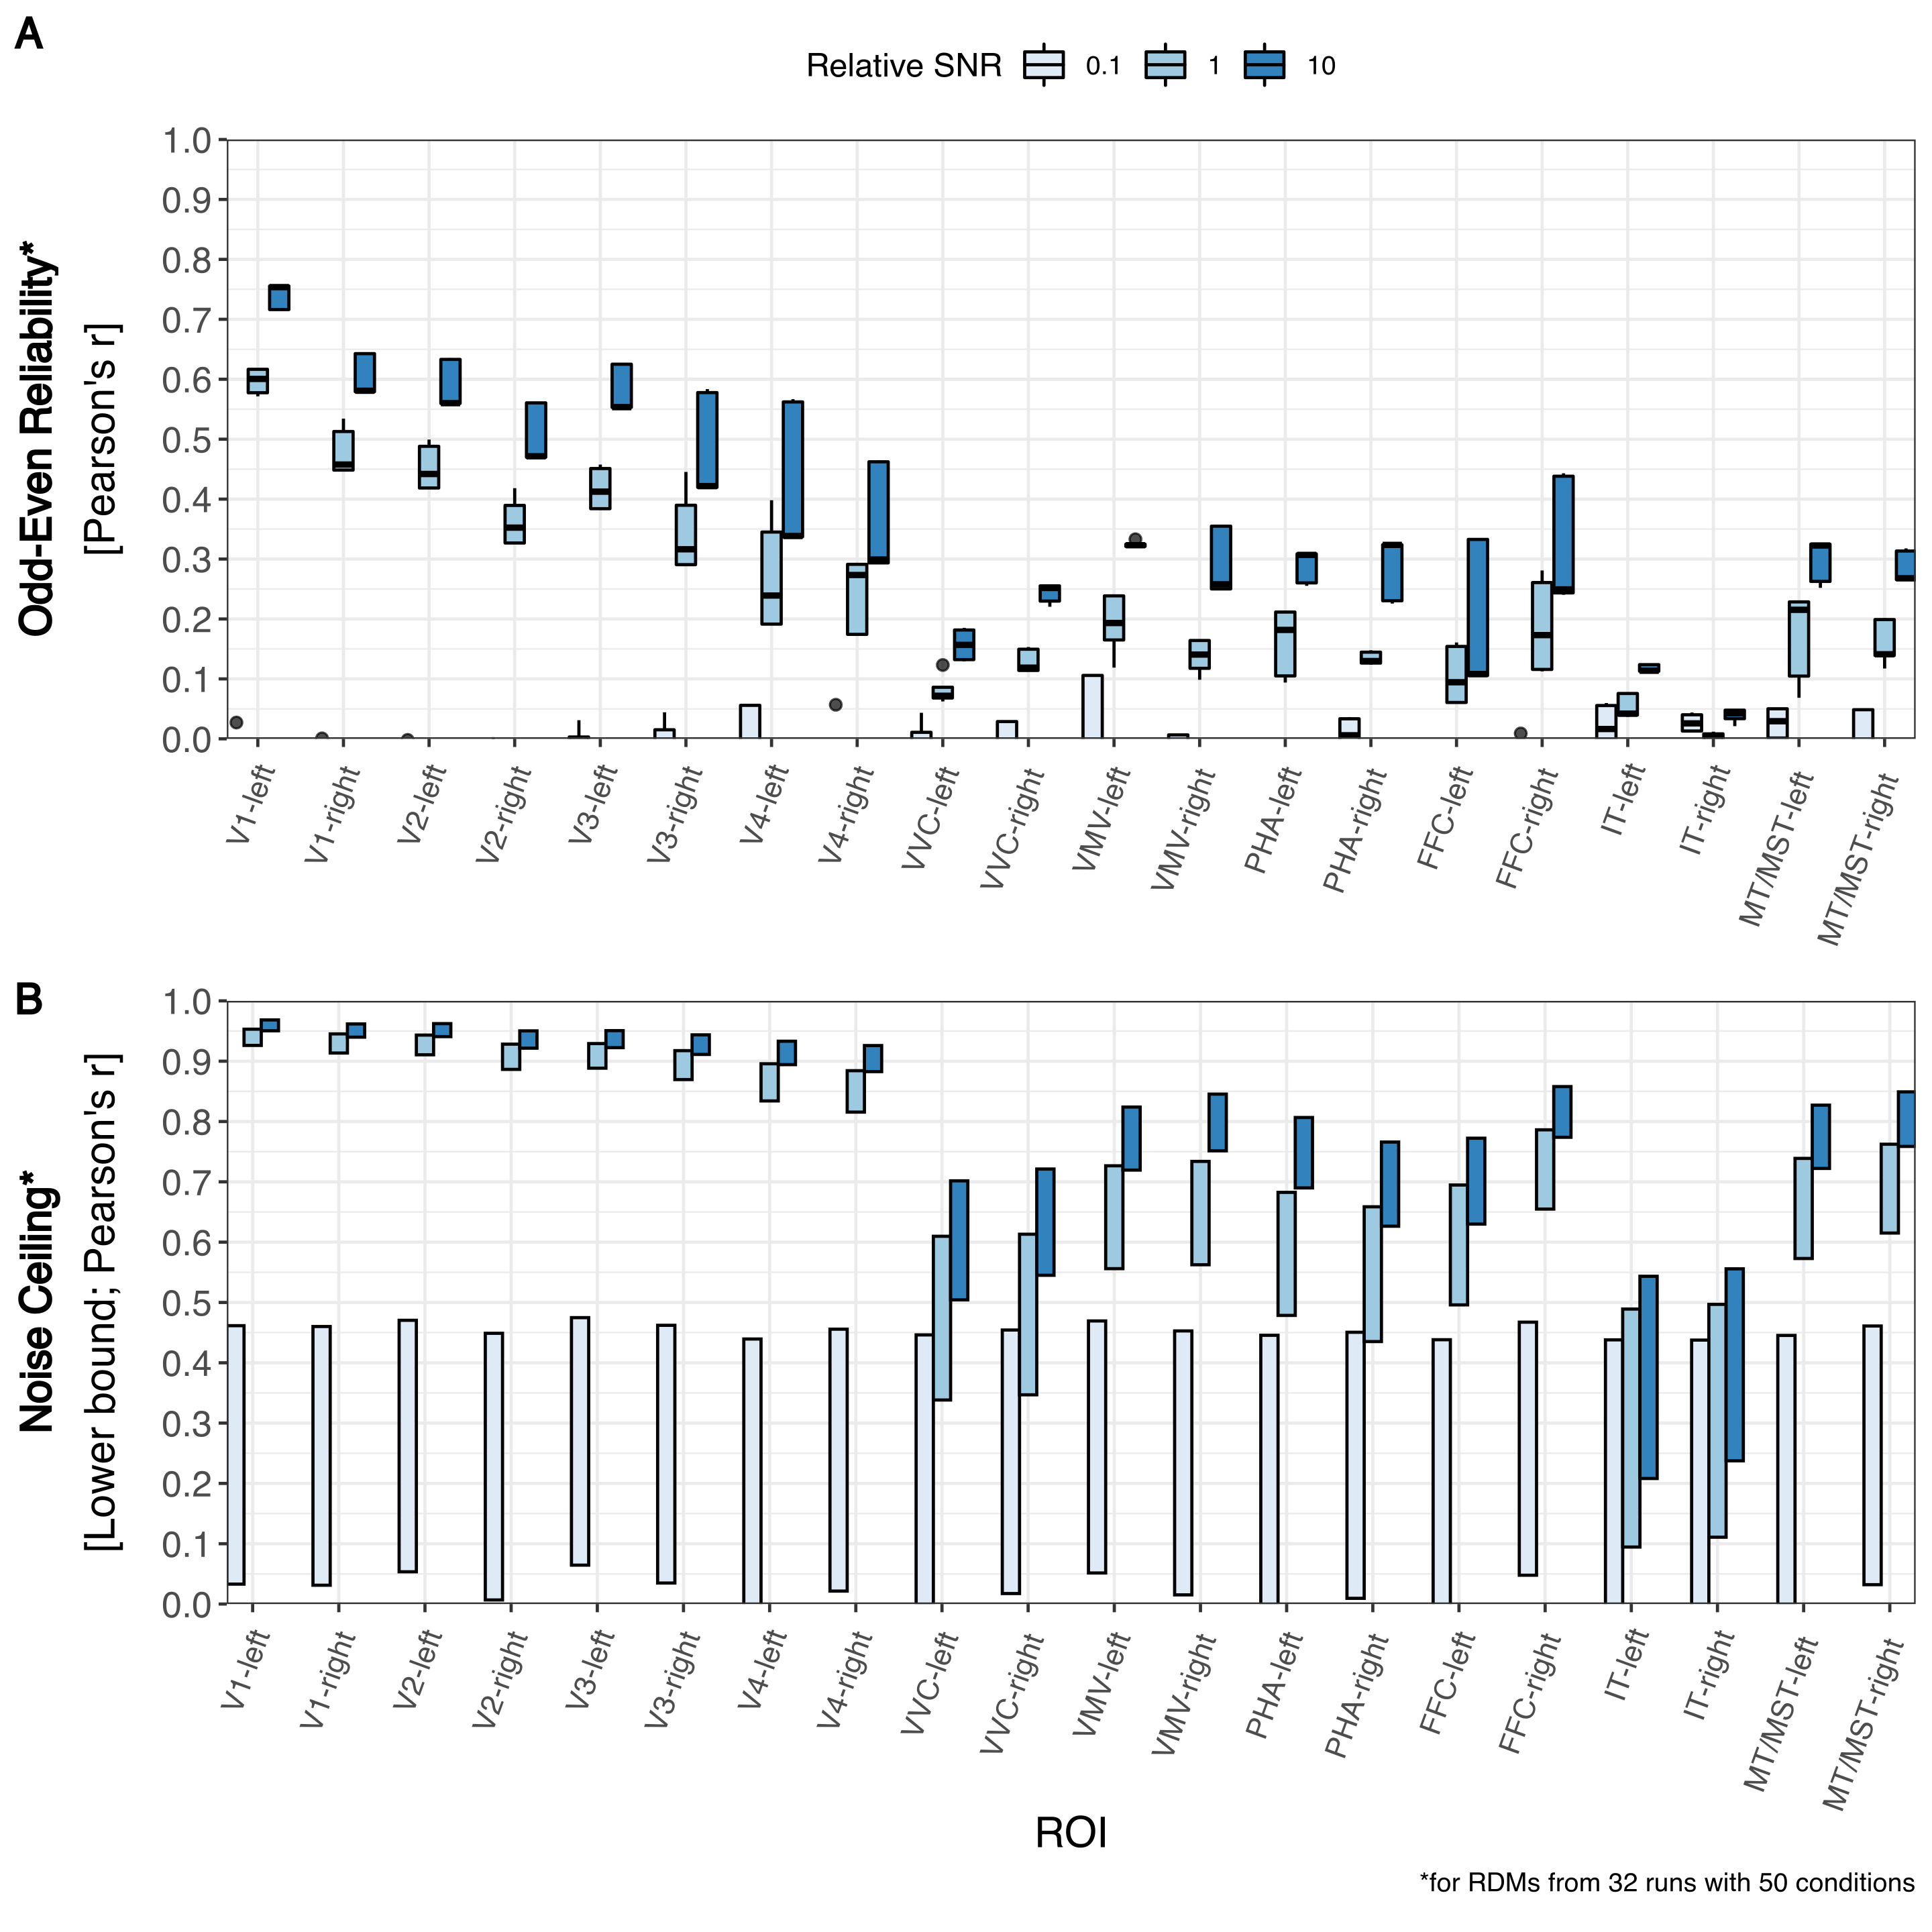 A
Relative SNR 0.1 1 10
Odd-Even Reliability*
[Pearson's r]
1.0
0.9
0.8
0.7
0.6
0.5
0.4
0.3
0.2
0.1
0.0
V1-left
V1-right
V2-left
V2-right
V3-left
V3-right
V4-left
V4-right
VVC-left
VVC-right
VMV-left
VMV-right
PHA-left
PHA-right
FFC-left
FFC-right
IT-left
IT-right
MT/MST-left
MT/MST-right
B
Noise Ceiling*
[Lower bound; Pearson's r]
1.0
0.9
0.8
0.7
0.6
0.5
0.4
0.3
0.2
0.1
0.0
V1-left
V1-right
V2-left
V2-right
V3-left
V3-right
V4-left
V4-right
VVC-left
VVC-right
VMV-left
VMV-right
PHA-left
PHA-right
FFC-left
FFC-right
IT-left
IT-right
MT/MST-left
MT/MST-right
ROI
*for RDMs from 32 runs with 50 conditions